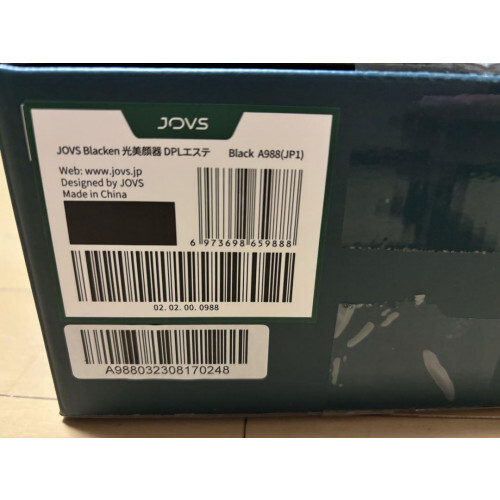 JOVS
JOVS Blacken 光美顔器 DPLエステ Black A988(JP1)
Web: www.jovs.jp
Designed by JOVS
Made in China
6 973698 659888
02. 02. 00. 0988
A988032308170248